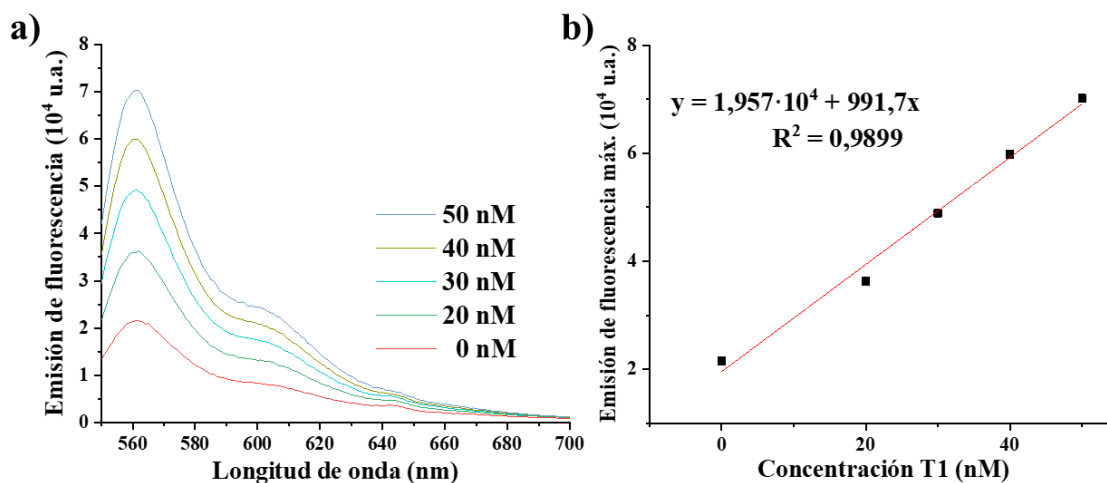 a)
Emisión de fluorescencia (10⁴ u.a.)
8
7
6
5
4
3
2
1
0
50 nM
40 nM
30 nM
20 nM
0 nM
560 580 600 620 640 660 680 700
Longitud de onda (nm)
b)
Emisión de fluorescencia máx. (10⁴ u.a.)
8
6
4
2
y = 1,957·10⁴ + 991,7x
R² = 0,9899
0 20 40
Concentración T1 (nM)